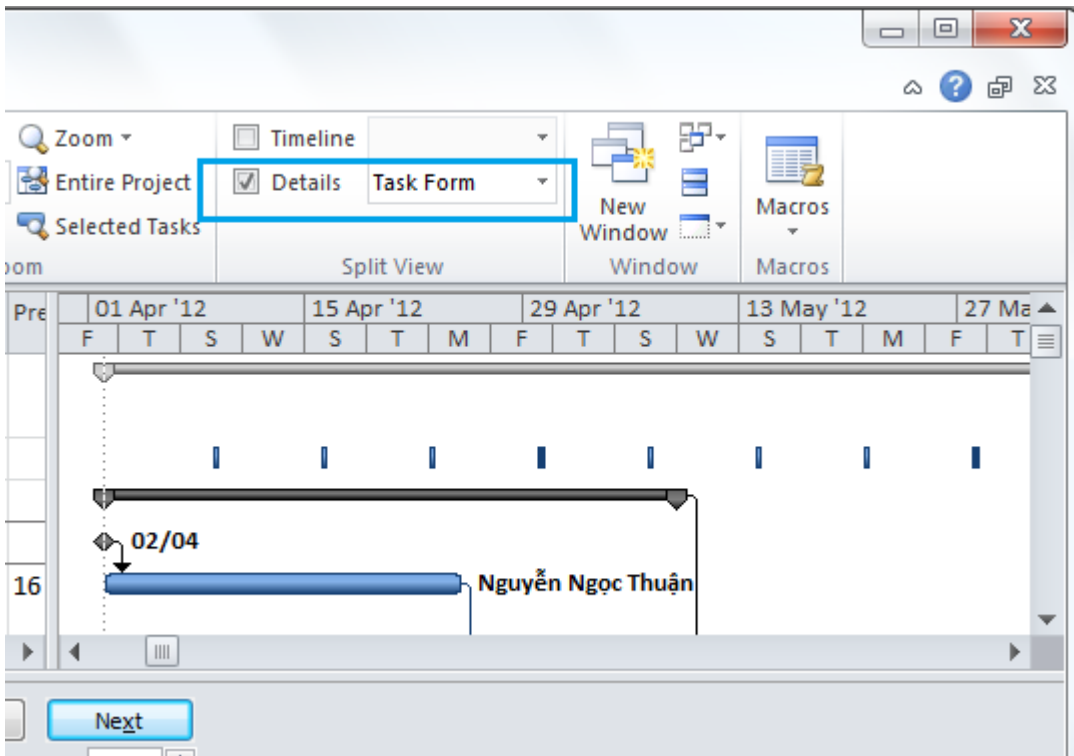 Zoom
Timeline
Entire Project
Details Task Form
New
Window
Macros
Selected Tasks
Split View
Window
Macros
Pre
01 Apr '12 15 Apr '12 29 Apr '12 13 May '12 27 Ma
F T S W S T M F T S W S T M F T
02/04
16
Nguyễn Ngọc Thuận
Next